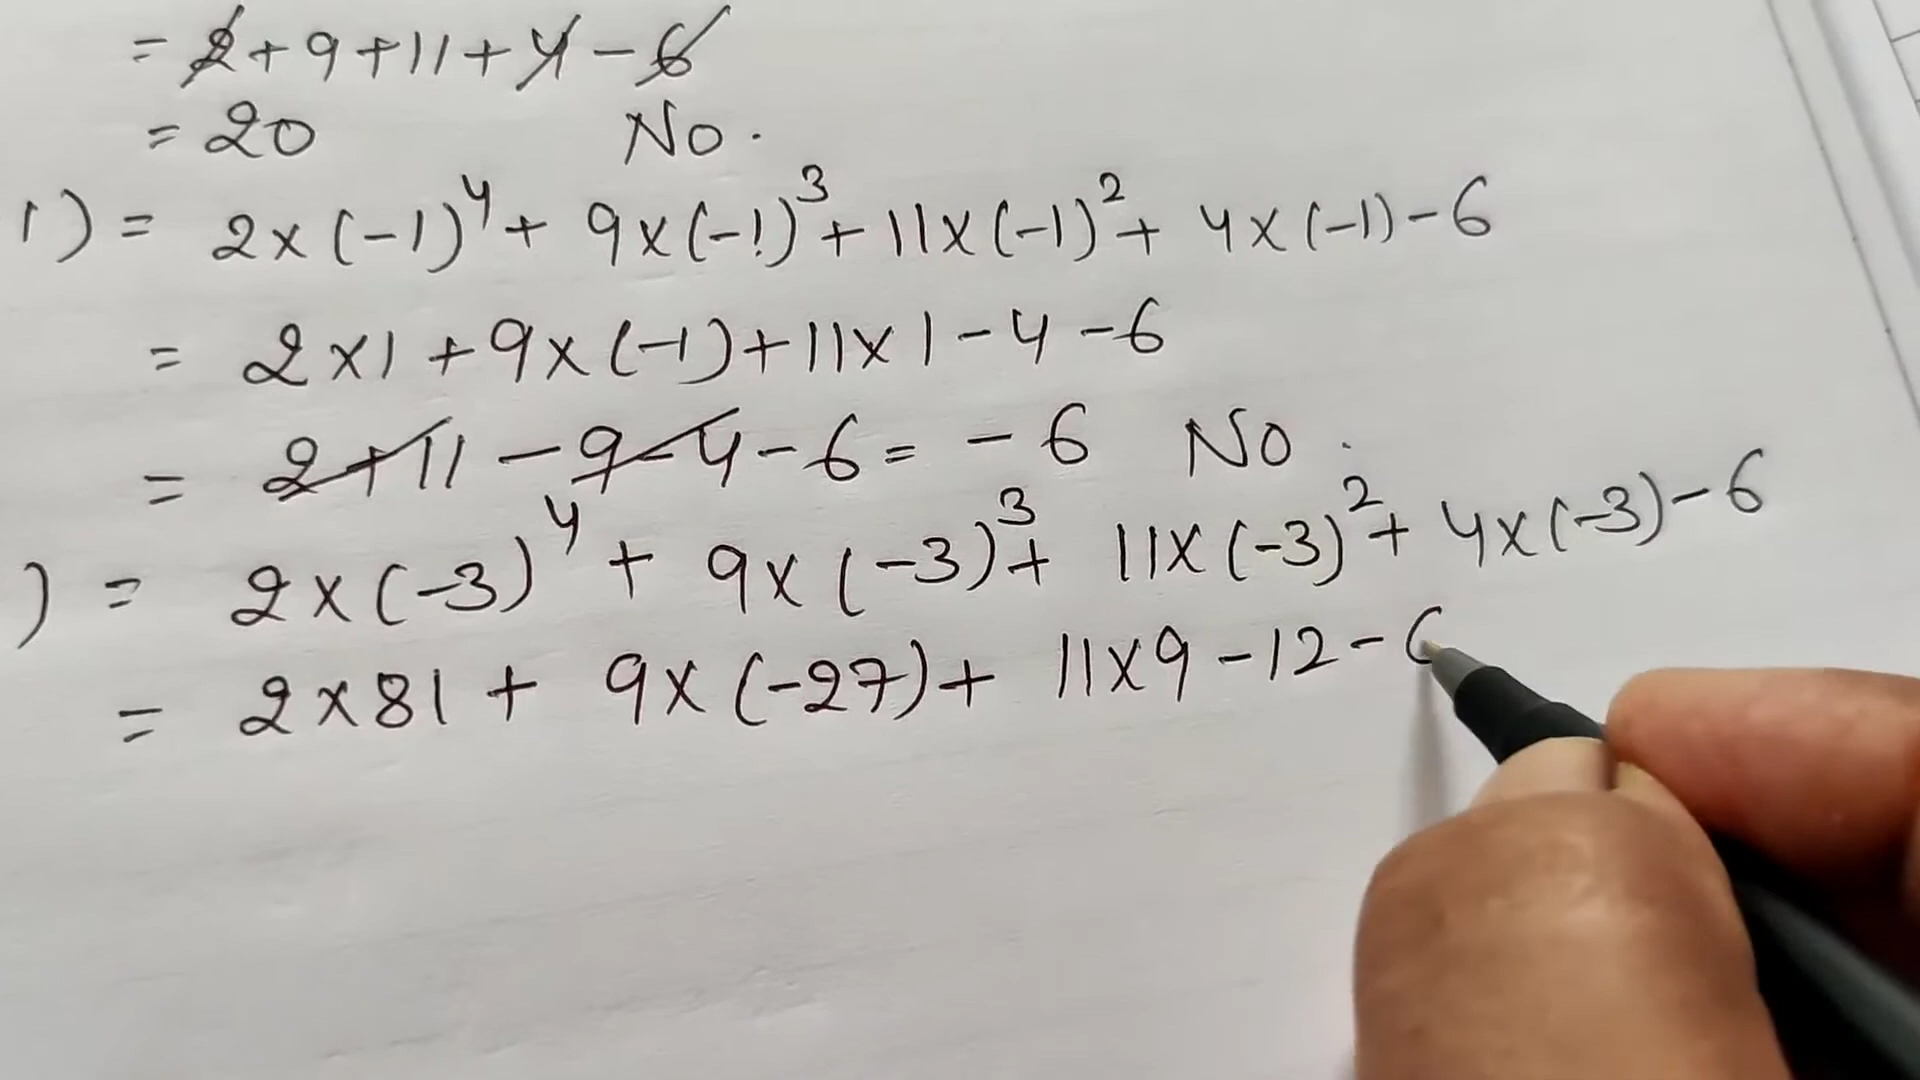 = 2 + 9 + 11 + 4 - 6
= 20 No.
1) = 2 x (-1)⁴ + 9 x (-1)³ + 11 x (-1)² + 4 x (-1) - 6
= 2 x 1 + 9 x (-1) + 11 x 1 - 4 - 6
= 2 + 11 - 9 - 4 - 6 = - 6 No.
) = 2 x (-3)⁴ + 9 x (-3)³ + 11 x (-3)² + 4 x (-3) - 6
= 2 x 81 + 9 x (-27) + 11 x 9 - 12 - 6